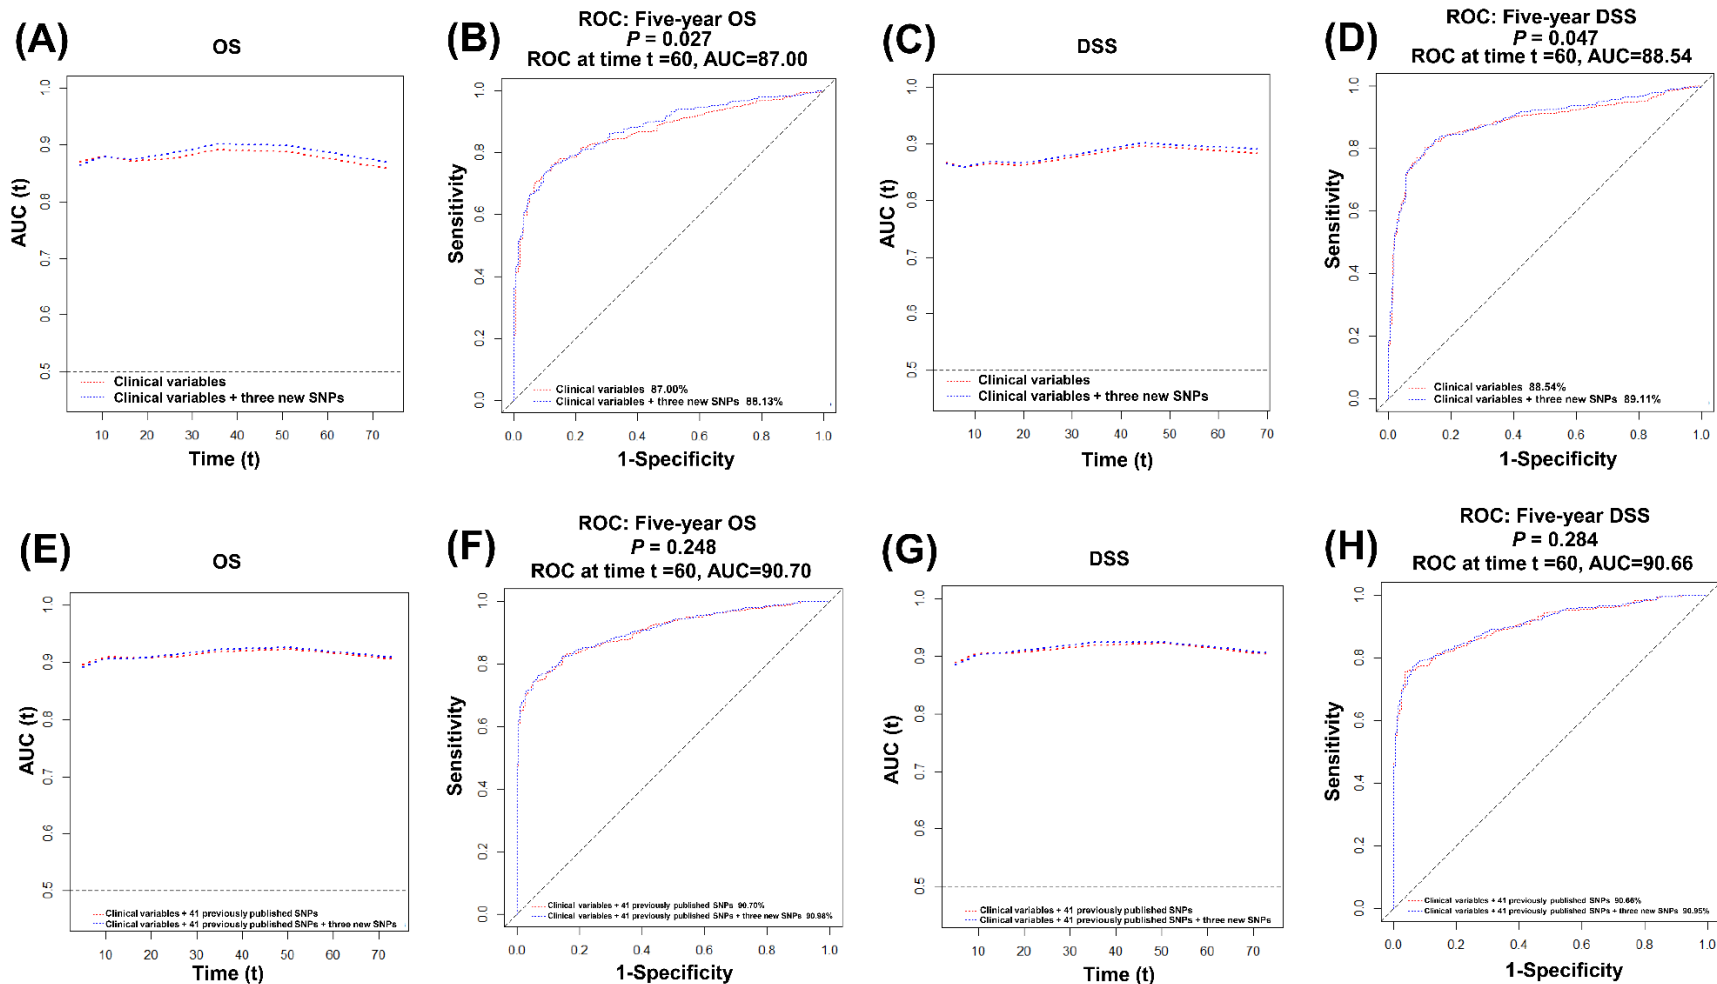 (A)
OS
AUC (t)
1.0
0.9
0.8
0.7
0.6
0.5
Clinical variables
Clinical variables + three new SNPs
10 20 30 40 50 60 70
Time (t)
(B)
ROC: Five-year OS
P = 0.027
ROC at time t =60, AUC=87.00
Sensitivity
1.0
0.8
0.6
0.4
0.2
0.0
Clinical variables 87.00%
Clinical variables + three new SNPs 88.13%
0.0 0.2 0.4 0.6 0.8 1.0
1-Specificity
(C)
DSS
AUC (t)
1.0
0.9
0.8
0.7
0.6
0.5
Clinical variables
Clinical variables + three new SNPs
10 20 30 40 50 60 70
Time (t)
(D)
ROC: Five-year DSS
P = 0.047
ROC at time t =60, AUC=88.54
Sensitivity
1.0
0.8
0.6
0.4
0.2
0.0
Clinical variables 88.54%
Clinical variables + three new SNPs 89.11%
0.0 0.2 0.4 0.6 0.8 1.0
1-Specificity
(E)
OS
AUC (t)
1.0
0.9
0.8
0.7
0.6
0.5
Clinical variables + 41 previously published SNPs
Clinical variables + 41 previously published SNPs + three new SNPs
10 20 30 40 50 60 70
Time (t)
(F)
ROC: Five-year OS
P = 0.248
ROC at time t =60, AUC=90.70
Sensitivity
1.0
0.8
0.6
0.4
0.2
0.0
Clinical variables + 41 previously published SNPs 90.70%
Clinical variables + 41 previously published SNPs + three new SNPs 90.98%
0.0 0.2 0.4 0.6 0.8 1.0
1-Specificity
(G)
DSS
AUC (t)
1.0
0.9
0.8
0.7
0.6
0.5
Clinical variables + 41 previously published SNPs
Clinical variables + 41 previously published SNPs + three new SNPs
10 20 30 40 50 60 70
Time (t)
(H)
ROC: Five-year DSS
P = 0.284
ROC at time t =60, AUC=90.66
Sensitivity
1.0
0.8
0.6
0.4
0.2
0.0
Clinical variables + 41 previously published SNPs 90.66%
Clinical variables + 41 previously published SNPs + three new SNPs 90.95%
0.0 0.2 0.4 0.6 0.8 1.0
1-Specificity